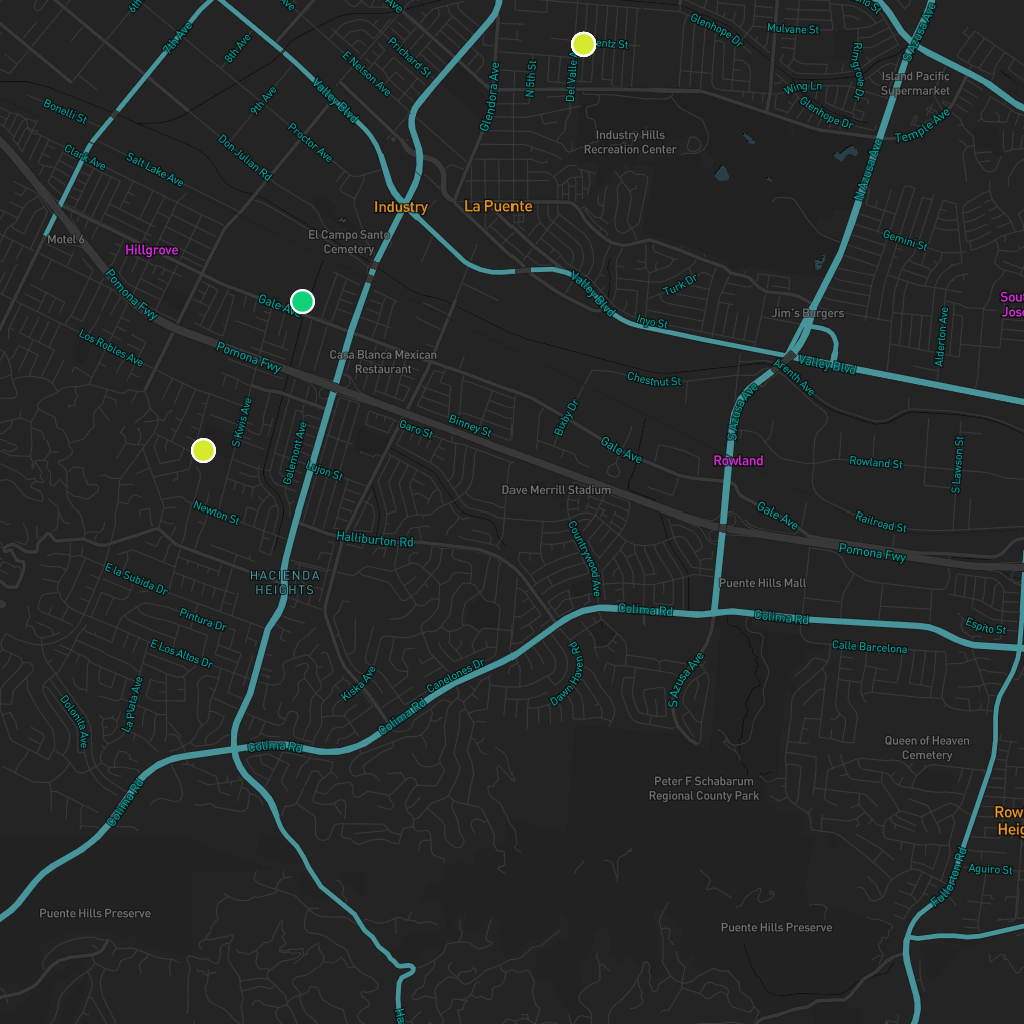 7th Ave
8th Ave
Prichard St
E Nelson Ave
Valley Blvd
9th Ave
Bonelli St
Proctor Ave
Don Julian Rd
Clark Ave
Salt Lake Ave
Glendora Ave
N 5th St
Del Valle A
entz St
Glenhope Dr
Mulvane St
Rimgrove Dr
S Azusa Ave
Island Pacific
Supermarket
Wing Ln
Glenhope Dr
Temple Ave
Industry Hills
Recreation Center
N Azusa Ave
Industry
La Puente
El Campo Santo
Cemetery
Motel 6
Hillgrove
Gemini St
Pomona Fwy
Gale Ave
Turk Dr
Valley Blvd
Inyo St
Jim's Burgers
Sout
Jose
Alderton Ave
Los Robles Ave
Pomona Fwy
Casa Blanca Mexican
Restaurant
Valley Blvd
Arenth Ave
Chestnut St
S Azusa Ave
S Kwis Ave
Galemont Ave
Garo St
Binney St
Bixby Dr
Gale Ave
Rowland
Rowland St
S Lawson St
Lujon St
Dave Merrill Stadium
Newton St
Gale Ave
Railroad St
Halliburton Rd
Countrywood Ave
Pomona Fwy
HACIENDA
HEIGHTS
E la Subida Dr
Puente Hills Mall
Pintura Dr
Colima Rd
Colima Rd
Espito St
E Los Altos Dr
Calle Barcelona
Kiska Ave
Canelones Dr
Dawn Haven Rd
S Azusa Ave
La Plata Ave
Dolonita Ave
Colima Rd
Colima Rd
Queen of Heaven
Cemetery
Colima Rd
Peter F Schabarum
Regional County Park
Row
Heig
Aguiro St
Fullerton Rd
Puente Hills Preserve
Puente Hills Preserve
Ha